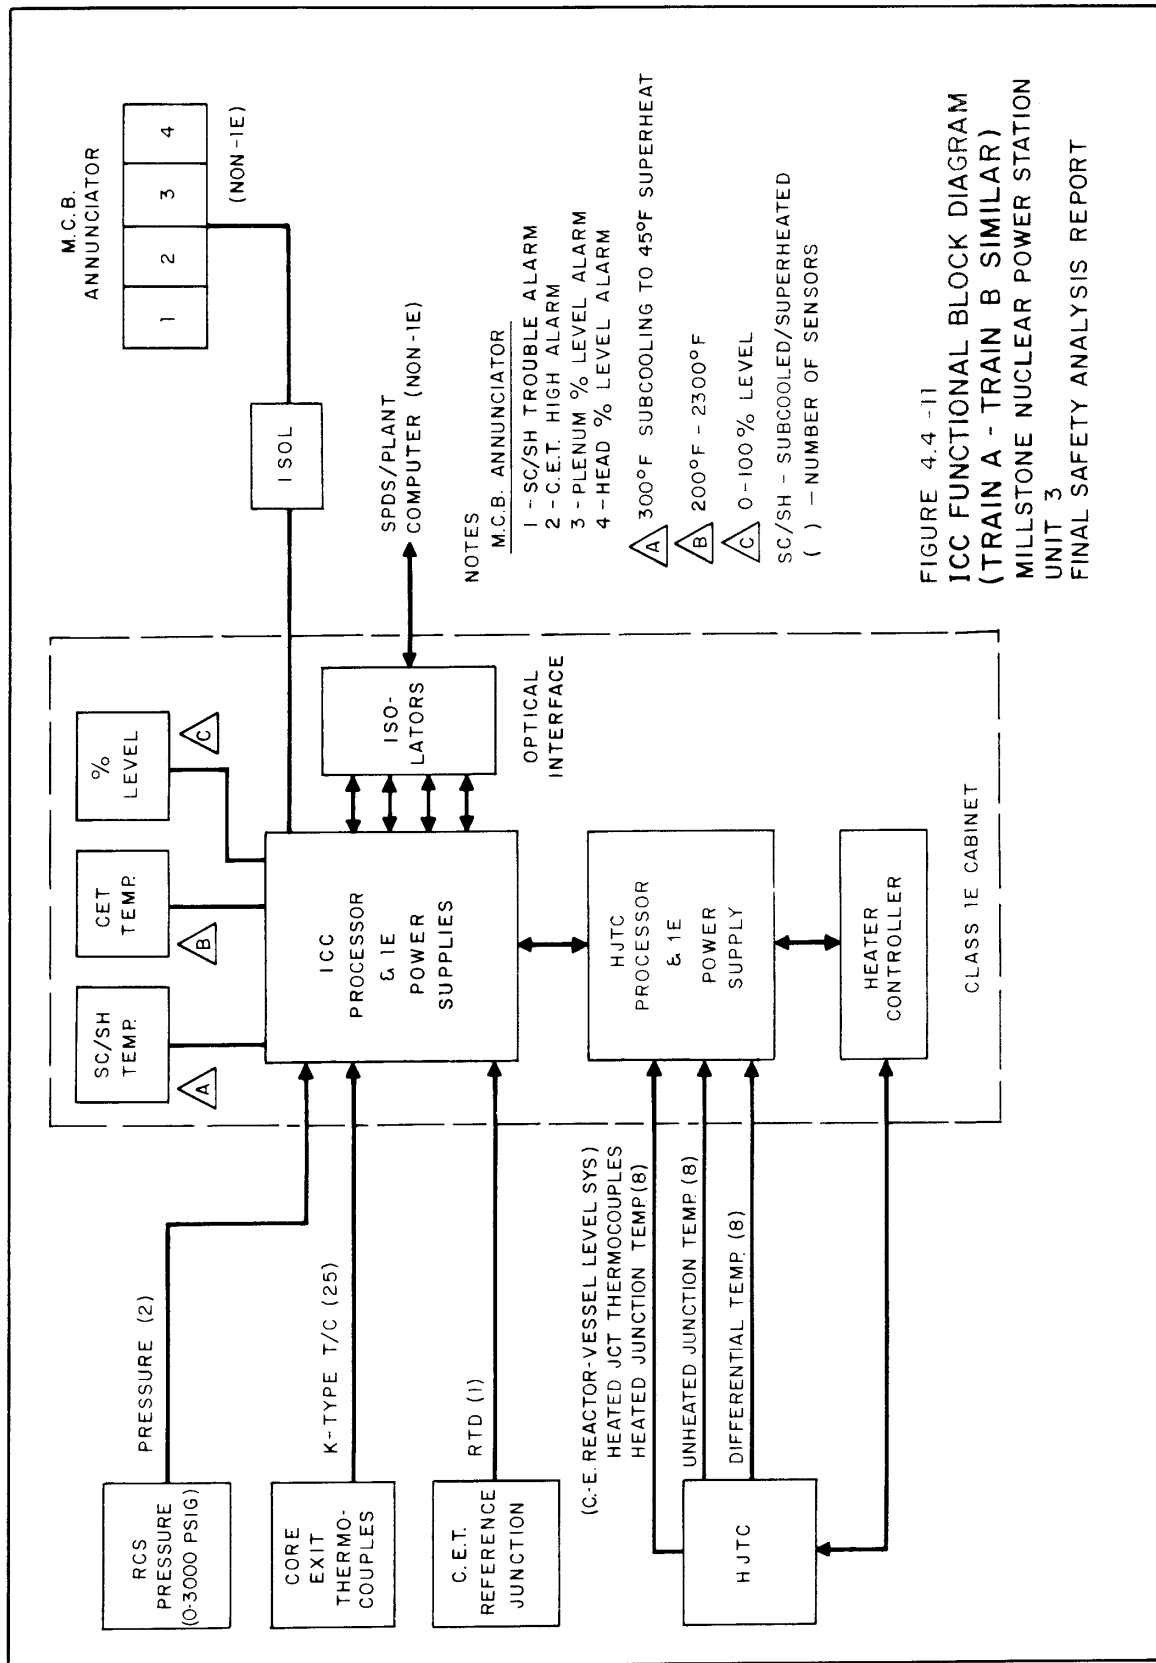 M.C.B.
ANNUNCIATOR
1 2 3 4
(NON-1E)
ISOL
SPDS/PLANT
COMPUTER (NON-1E)
SC/SH
TEMP.
A
CET
TEMP.
B
%
LEVEL
C
RCS
PRESSURE
(0-3000 PSIG)
PRESSURE (2)
CORE
EXIT
THERMO-
COUPLES
K-TYPE T/C (25)
C.E.T.
REFERENCE
JUNCTION
RTD (1)
ICC
PROCESSOR
& 1E
POWER
SUPPLIES
ISO-
LATORS
OPTICAL
INTERFACE
(C.-E. REACTOR-VESSEL LEVEL SYS)
HEATED JCT THERMOCOUPLES
HEATED JUNCTION TEMP.(8)
UNHEATED JUNCTION TEMP. (8)
DIFFERENTIAL TEMP. (8)
HJTC
HJTC
PROCESSOR
& 1E
POWER
SUPPLY
HEATER
CONTROLLER
CLASS 1E CABINET
NOTES
M.C.B. ANNUNCIATOR
1 - SC/SH TROUBLE ALARM
2 - C.E.T. HIGH ALARM
3 - PLENUM % LEVEL ALARM
4 - HEAD % LEVEL ALARM
A 300°F SUBCOOLING TO 45°F SUPERHEAT
B 200°F - 2300°F
C 0-100% LEVEL
SC/SH - SUBCOOLED/SUPERHEATED
( ) - NUMBER OF SENSORS
FIGURE 4.4-11
ICC FUNCTIONAL BLOCK DIAGRAM
(TRAIN A - TRAIN B SIMILAR)
MILLSTONE NUCLEAR POWER STATION
UNIT 3
FINAL SAFETY ANALYSIS REPORT